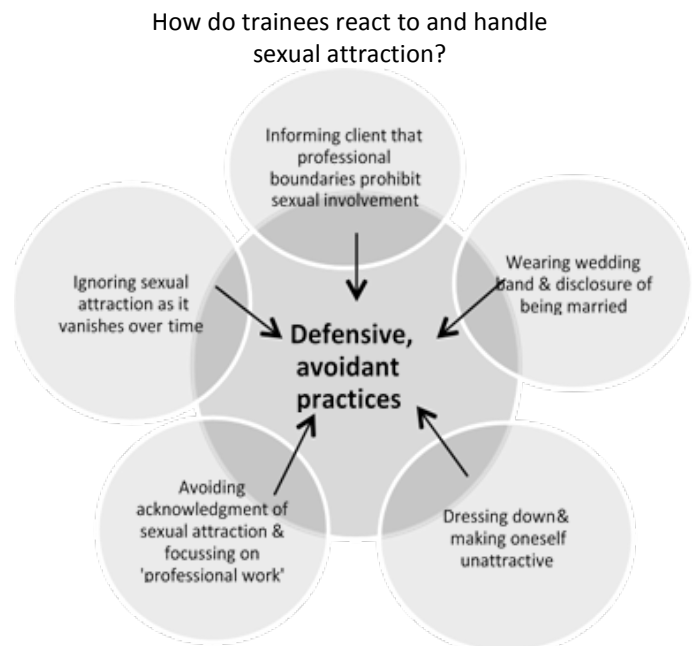 How do trainees react to and handle
sexual attraction?
Informing client that
professional
boundaries prohibit
sexual involvement
Wearing wedding
band & disclosure of
being married
Ignoring sexual
attraction as it
vanishes over time
Defensive,
avoidant
practices
Avoiding
acknowledgment of
sexual attraction &
focussing on
'professional work'
Dressing down&
making oneself
unattractive